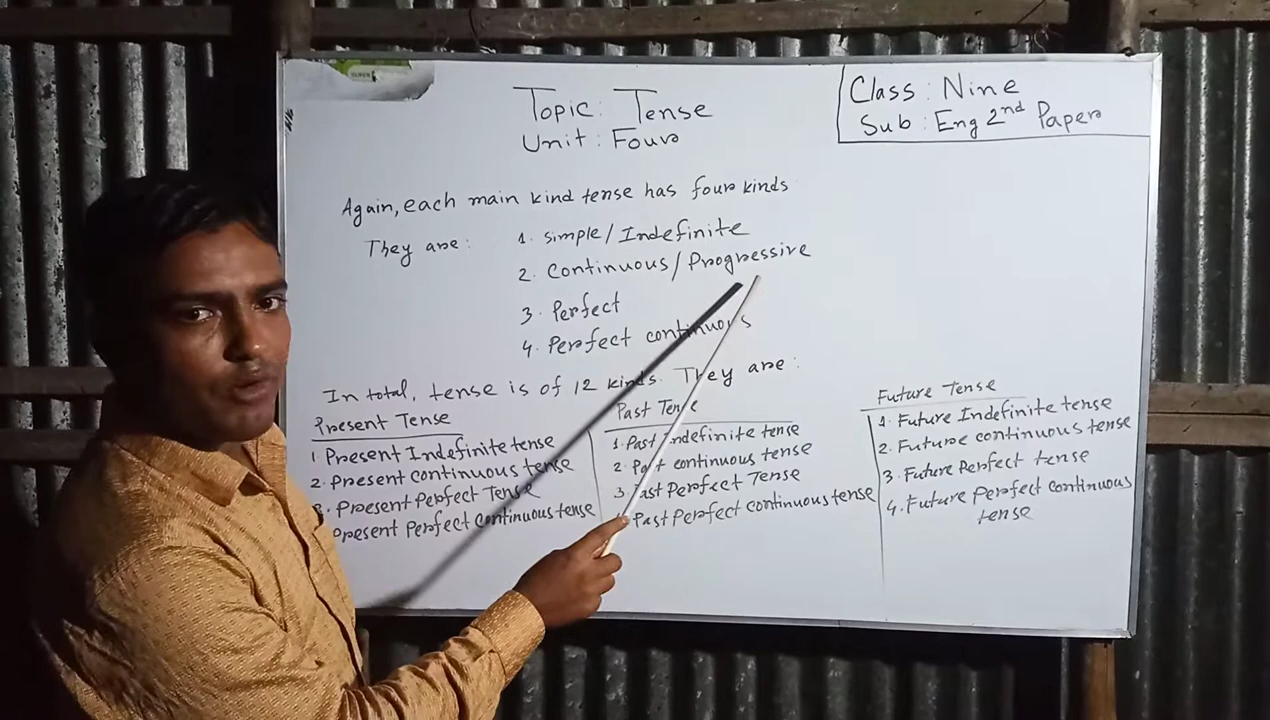 SUPER
Topic: Tense
Unit: Four
Class: Nine
Sub: Eng 2nd Paper
Again, each main kind tense has four kinds
They are:
1. Simple/Indefinite
2. Continuous/Progressive
3. Perfect
4. Perfect continuous
In total, tense is of 12 kinds. They are:
Present Tense
1 Present Indefinite tense
2. Present continuous tense
3. Present Perfect Tense
Present Perfect Continuous tense
Past Tense
1. Past Indefinite tense
2. Past continuous tense
3. Past Perfect Tense
Past Perfect continuous tense
Future Tense
1. Future Indefinite tense
2. Future continuous tense
3. Future Perfect tense
4. Future Perfect continuous
tense